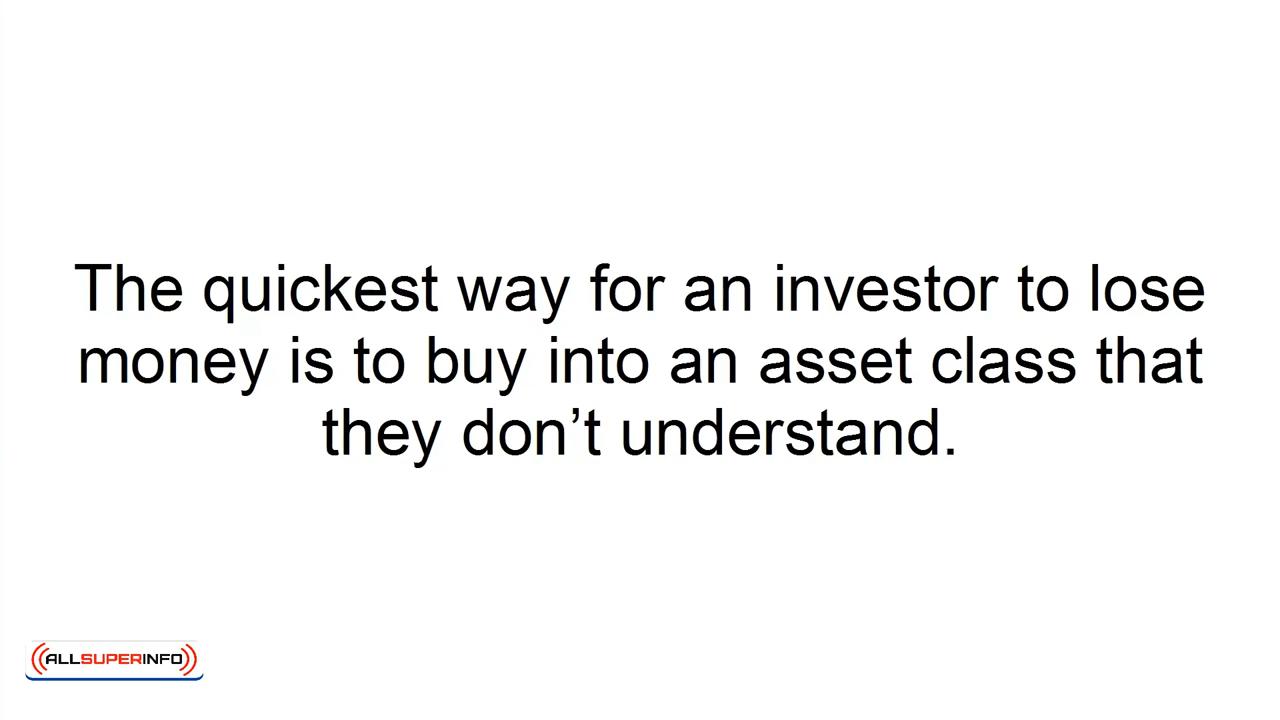 The quickest way for an investor to lose
money is to buy into an asset class that
they don’t understand.
ALLSUPERINFO